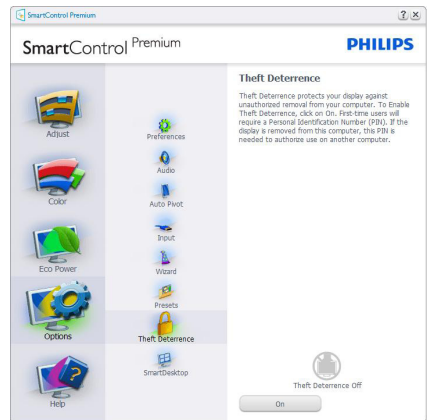 SmartControl Premium
SmartControl Premium
PHILIPS
Adjust
Color
Eco Power
Options
Help
Preferences
Audio
Auto Pivot
Input
Wizard
Presets
Theft Deterrence
SmartDesktop
Theft Deterrence
Theft Deterrence protects your display against
unauthorized removal from your computer. To Enable
Theft Deterrence, click on On. First-time users will
require a Personal Identification Number (PIN). If the
display is removed from this computer, this PIN is
needed to authorize use on another computer.
Theft Deterrence Off
On